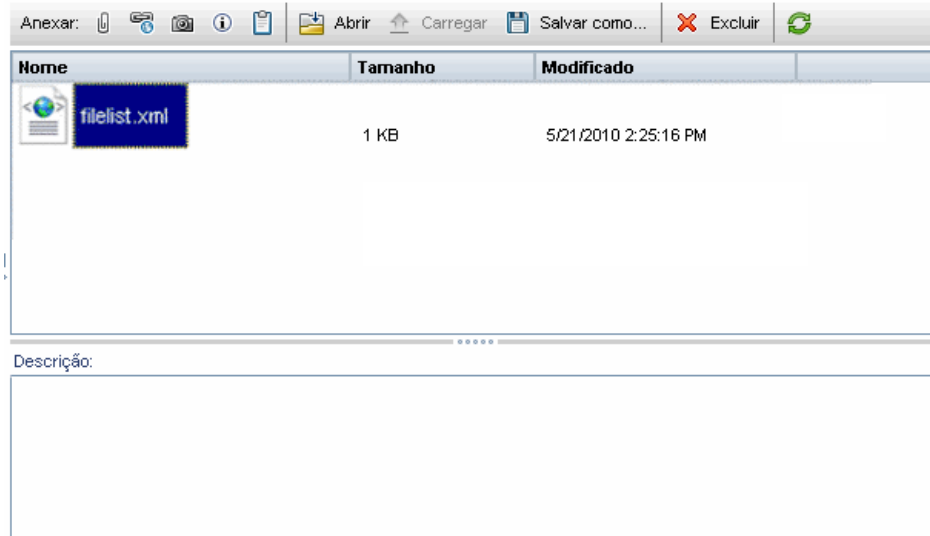 Anexar: Abrir Carregar Salvar como... Excluir
Nome Tamanho Modificado
filelist.xml 1 KB 5/21/2010 2:25:16 PM
Descrição: